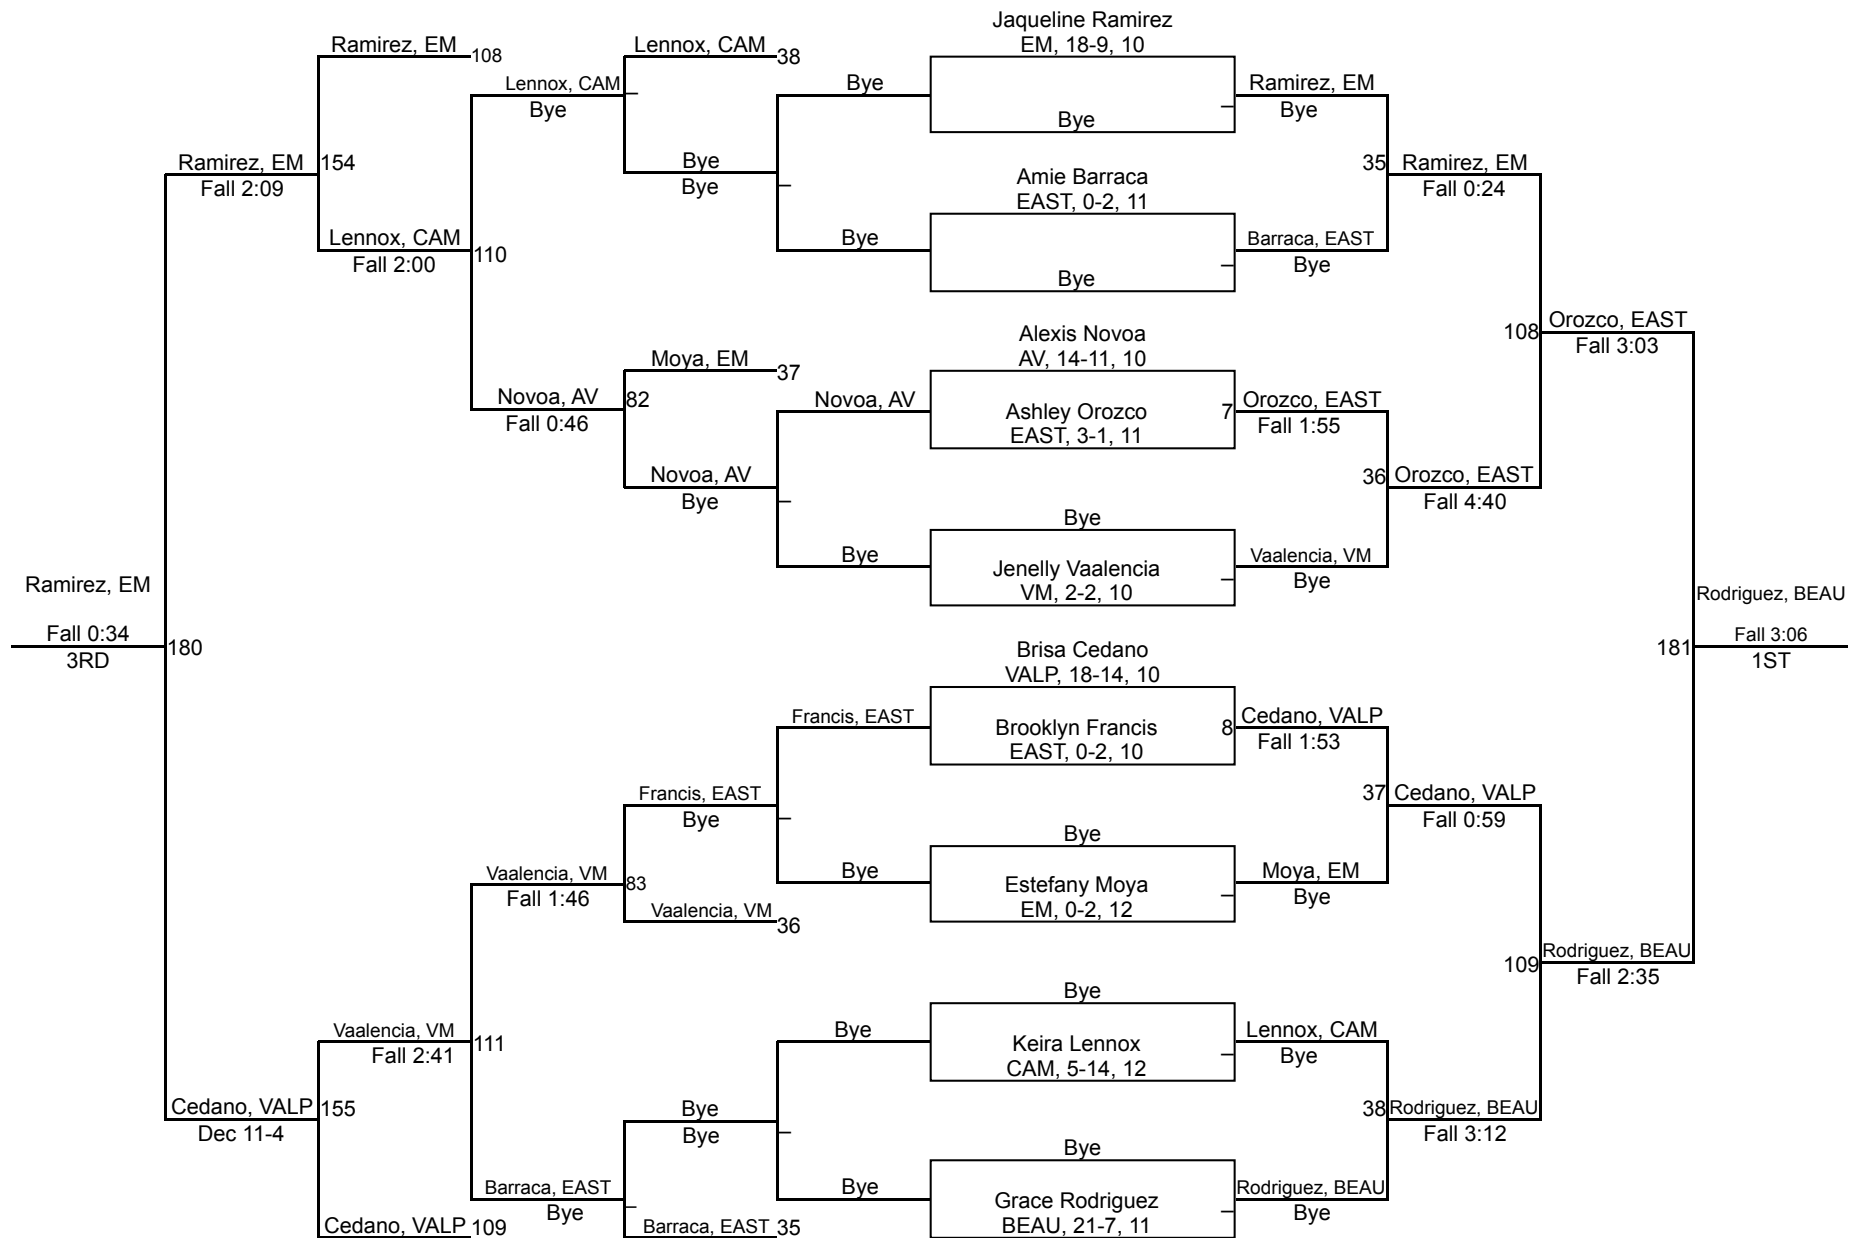 Jaqueline Ramirez
EM, 18-9, 10
Ramirez, EM 108
Lennox, CAM 38
Lennox, CAM
Bye
Bye
Bye
Ramirez, EM
Bye
Bye
Bye
Ramirez, EM 154
Fall 2:09
Amie Barraca
EAST, 0-2, 11
35 Ramirez, EM
Fall 0:24
Lennox, CAM 110
Fall 2:00
Bye
Bye
Barraca, EAST
Bye
Alexis Novoa
AV, 14-11, 10
108 Orozco, EAST
Fall 3:03
Moya, EM 37
Novoa, AV 82
Fall 0:46
Novoa, AV
Ashley Orozco 7
EAST, 3-1, 11
Orozco, EAST
Fall 1:55
Novoa, AV
Bye
36 Orozco, EAST
Fall 4:40
Bye
Bye
Jenelly Vaalencia
VM, 2-2, 10
Vaalencia, VM
Bye
Ramirez, EM
Fall 0:34 180
3RD
Rodriguez, BEAU
181 Fall 3:06
1ST
Brisa Cedano
VALP, 18-14, 10
Francis, EAST
Brooklyn Francis 8
EAST, 0-2, 10
Cedano, VALP
Fall 1:53
Francis, EAST
Bye
37 Cedano, VALP
Fall 0:59
Bye
Vaalencia, VM 83
Fall 1:46
Bye
Estefany Moya
EM, 0-2, 12
Moya, EM
Bye
Vaalencia, VM 36
109 Rodriguez, BEAU
Fall 2:35
Bye
Vaalencia, VM 111
Fall 2:41
Bye
Keira Lennox
CAM, 5-14, 12
Lennox, CAM
Bye
Cedano, VALP 155
Dec 11-4
Bye
Bye
38 Rodriguez, BEAU
Fall 3:12
Bye
Barraca, EAST
Bye
Bye
Grace Rodriguez
BEAU, 21-7, 11
Rodriguez, BEAU
Bye
Cedano, VALP 109
Barraca, EAST 35